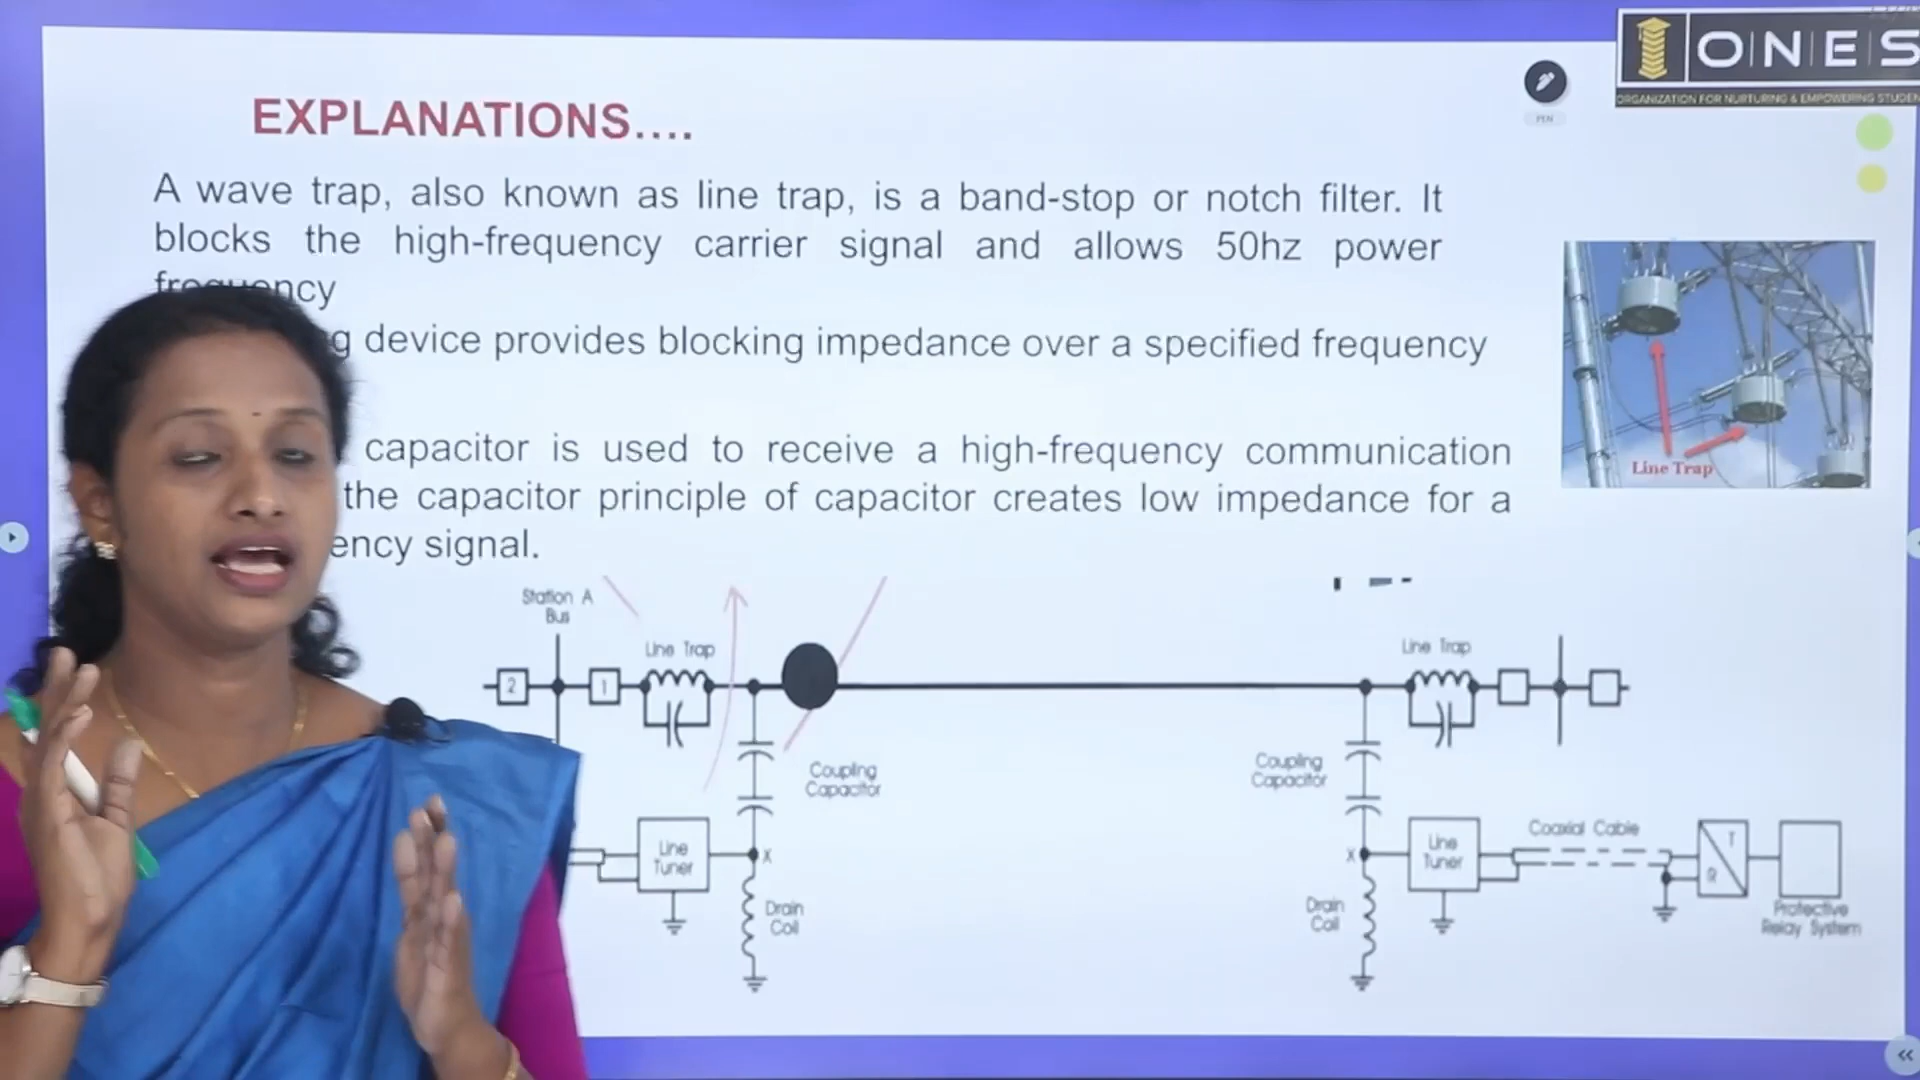 ONES
ORGANIZATION FOR NURTURING & EMPOWERING STUDEN
PEN
EXPLANATIONS....
A wave trap, also known as line trap, is a band-stop or notch filter. It
blocks the high-frequency carrier signal and allows 50hz power
frequency
g device provides blocking impedance over a specified frequency
capacitor is used to receive a high-frequency communication
the capacitor principle of capacitor creates low impedance for a
ency signal.
Line Trap
Station A
Bus
Line Trap
Line Trap
2
1
Coupling
Capacitor
Coupling
Capacitor
Line
Tuner
X
X
Line
Tuner
Coaxial Cable
T
R
Drain
Coil
Drain
Coil
Protective
Relay System